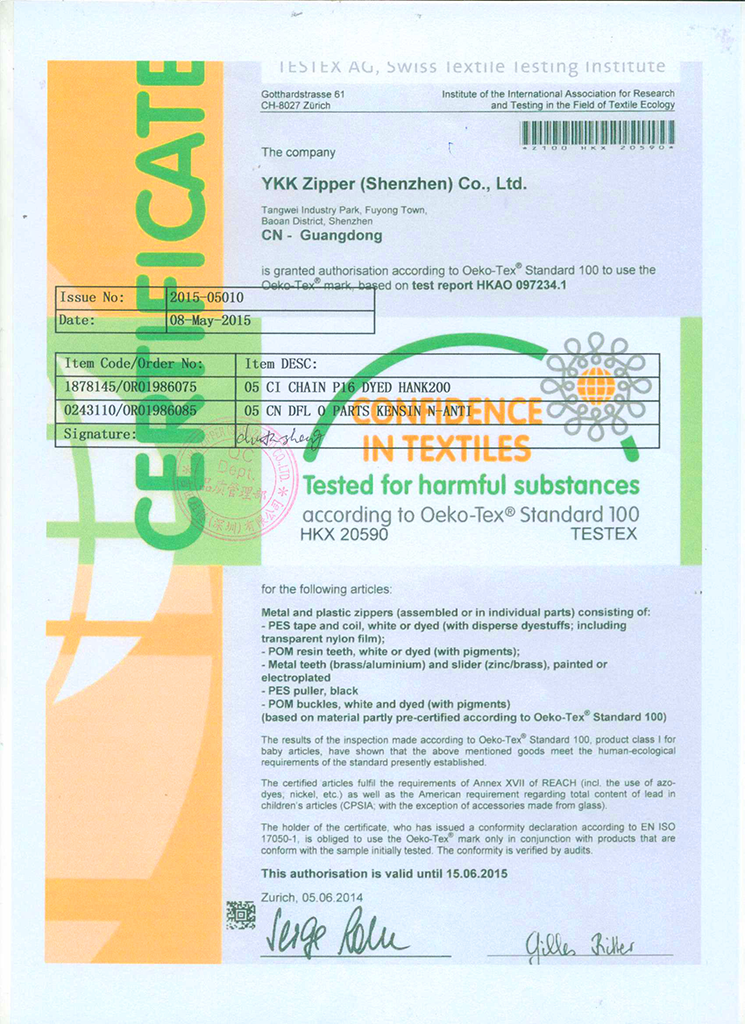 CERTIFICATE
TESTEX AG, Swiss Textile Testing Institute
Gotthardstrasse 61
CH-8027 Zürich
Institute of the International Association for Research
and Testing in the Field of Textile Ecology
*2100 HKX 20590*
The company
YKK Zipper (Shenzhen) Co., Ltd.
Tangwei Industry Park, Fuyong Town,
Baoan District, Shenzhen
CN - Guangdong
is granted authorisation according to Oeko-Tex® Standard 100 to use the
Oeko-Tex® mark, based on test report HKAO 097234.1
Issue No: 2015-05010
Date: 08-May-2015
Item Code/Order No: Item DESC:
1878145/OR01986075 05 CI CHAIN P16 DYED HANK200
0243110/OR01986085 05 CN DFL O PARTS KENSIN N-ANTI
Signature:
CONFIDENCE
IN TEXTILES
QC
Dept.
品质管理部
(深圳)有限公司
CO.,LTD.
Tested for harmful substances
according to Oeko-Tex® Standard 100
HKX 20590 TESTEX
for the following articles:
Metal and plastic zippers (assembled or in individual parts) consisting of:
- PES tape and coil, white or dyed (with disperse dyestuffs; including
transparent nylon film);
- POM resin teeth, white or dyed (with pigments);
- Metal teeth (brass/aluminium) and slider (zinc/brass), painted or
electroplated
- PES puller, black
- POM buckles, white and dyed (with pigments)
(based on material partly pre-certified according to Oeko-Tex® Standard 100)
The results of the inspection made according to Oeko-Tex® Standard 100, product class I for
baby articles, have shown that the above mentioned goods meet the human-ecological
requirements of the standard presently established.
The certified articles fulfil the requirements of Annex XVII of REACH (incl. the use of azo-
dyes, nickel, etc.) as well as the American requirement regarding total content of lead in
children's articles (CPSIA; with the exception of accessories made from glass).
The holder of the certificate, who has issued a conformity declaration according to EN ISO
17050-1, is obliged to use the Oeko-Tex® mark only in conjunction with products that are
conform with the sample initially tested. The conformity is verified by audits.
This authorisation is valid until 15.06.2015
Zurich, 05.06.2014
Gilles Ritter